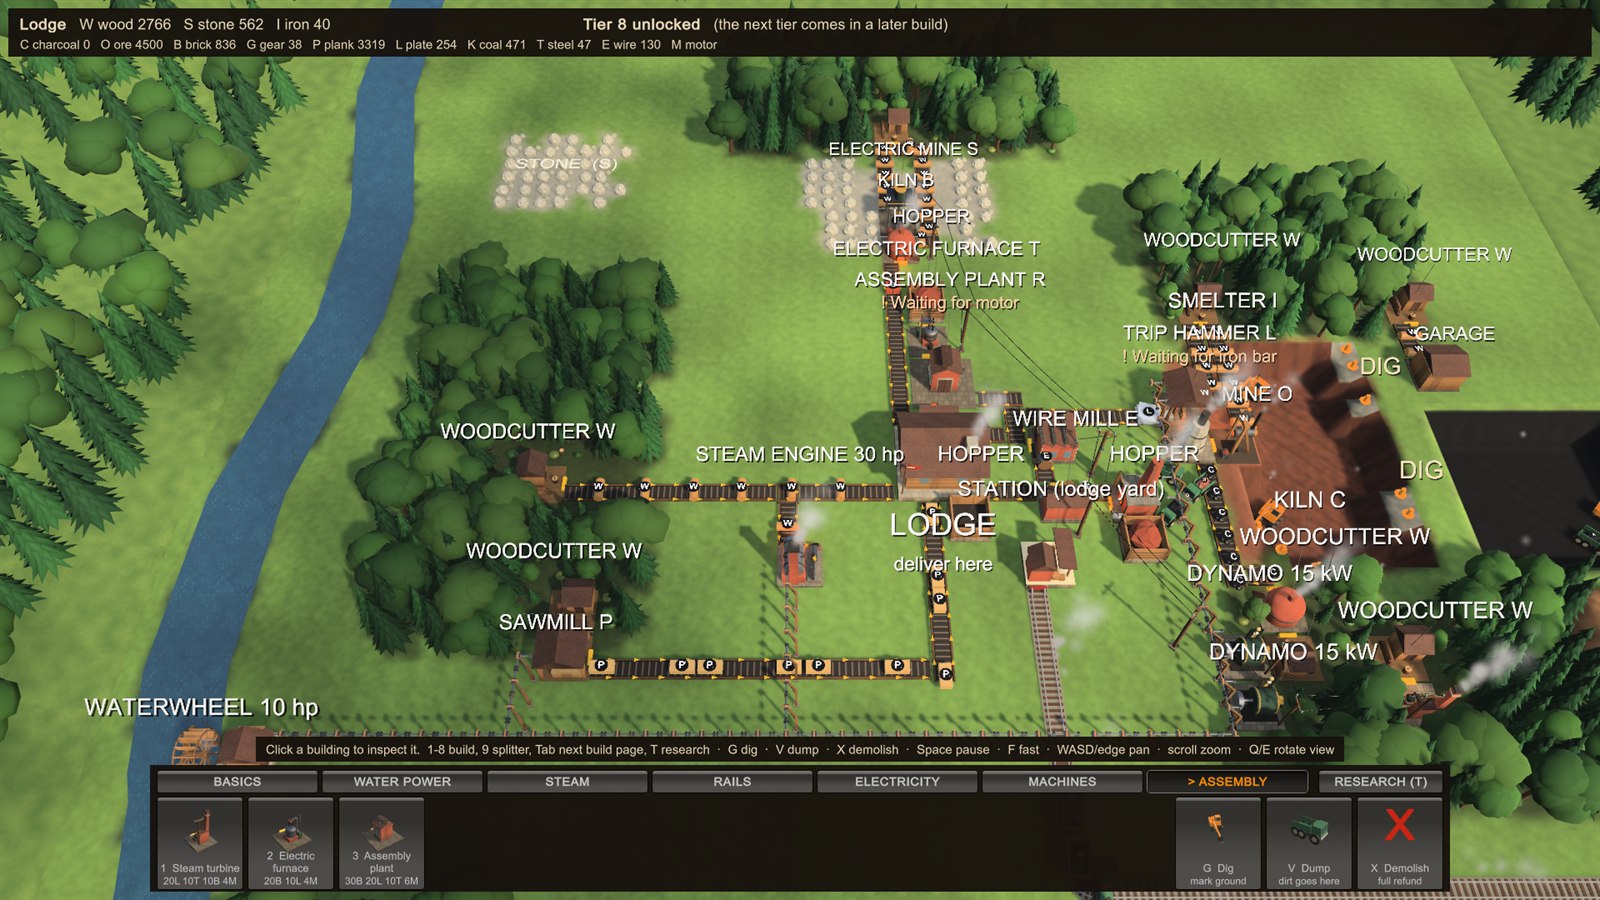 Lodge W wood 2766 S stone 562 I iron 40
Tier 8 unlocked (the next tier comes in a later build)
C charcoal 0 O ore 4500 B brick 836 G gear 38 P plank 3319 L plate 254 K coal 471 T steel 47 E wire 130 M motor
ELECTRIC MINE S
STONE (S)
KILN B
HOPPER
ELECTRIC FURNACE T
WOODCUTTER W
WOODCUTTER W
ASSEMBLY PLANT R
! Waiting for motor
SMELTER I
TRIP HAMMER L
! Waiting for iron bar
GARAGE
DIG
MINE O
WIRE MILL E
WOODCUTTER W
STEAM ENGINE 30 hp
HOPPER
HOPPER
DIG
STATION (lodge yard)
KILN C
LODGE
deliver here
WOODCUTTER W
WOODCUTTER W
DYNAMO 15 kW
WOODCUTTER W
SAWMILL P
DYNAMO 15 kW
WATERWHEEL 10 hp
Click a building to inspect it. 1-8 build, 9 splitter, Tab next build page, T research · G dig · V dump · X demolish · Space pause · F fast · WASD/edge pan · scroll zoom · Q/E rotate view
BASICS
WATER POWER
STEAM
RAILS
ELECTRICITY
MACHINES
> ASSEMBLY
RESEARCH (T)
1 Steam turbine
20L 10T 10B 4M
2 Electric furnace
20B 10L 4M
3 Assembly plant
30B 20L 10T 6M
G Dig
mark ground
V Dump
dirt goes here
X
X Demolish
full refund